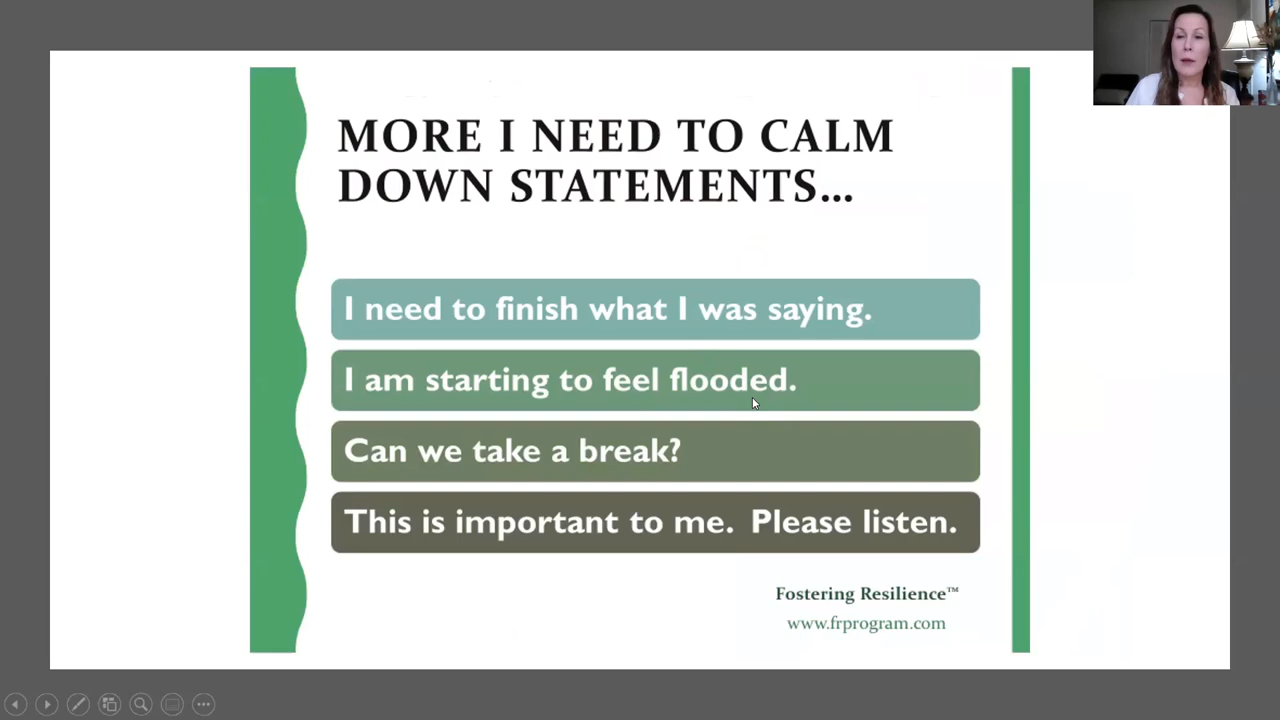 MORE I NEED TO CALM
DOWN STATEMENTS...
I need to finish what I was saying.
I am starting to feel flooded.
Can we take a break?
This is important to me.  Please listen.
Fostering Resilience™
www.frprogram.com